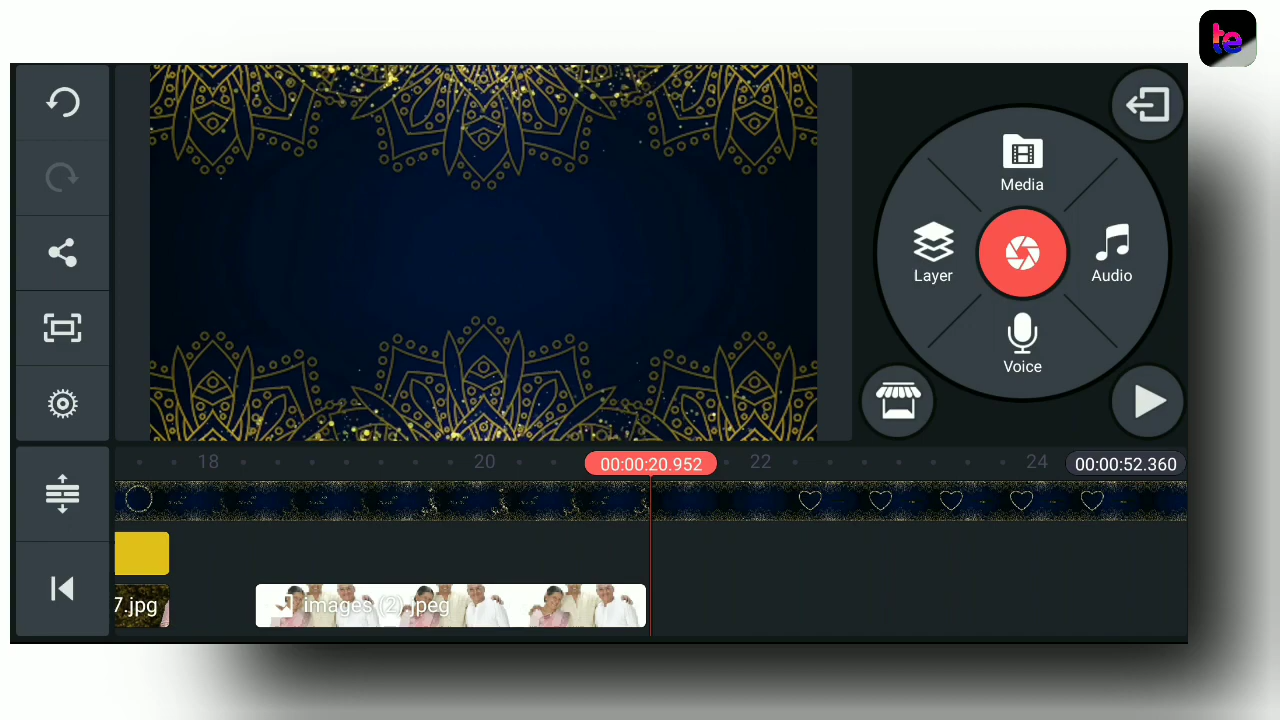 te
Media
Layer
Audio
Voice
18
20
00:00:20.952
22
24
00:00:52.360
7.jpg
images (2).jpeg